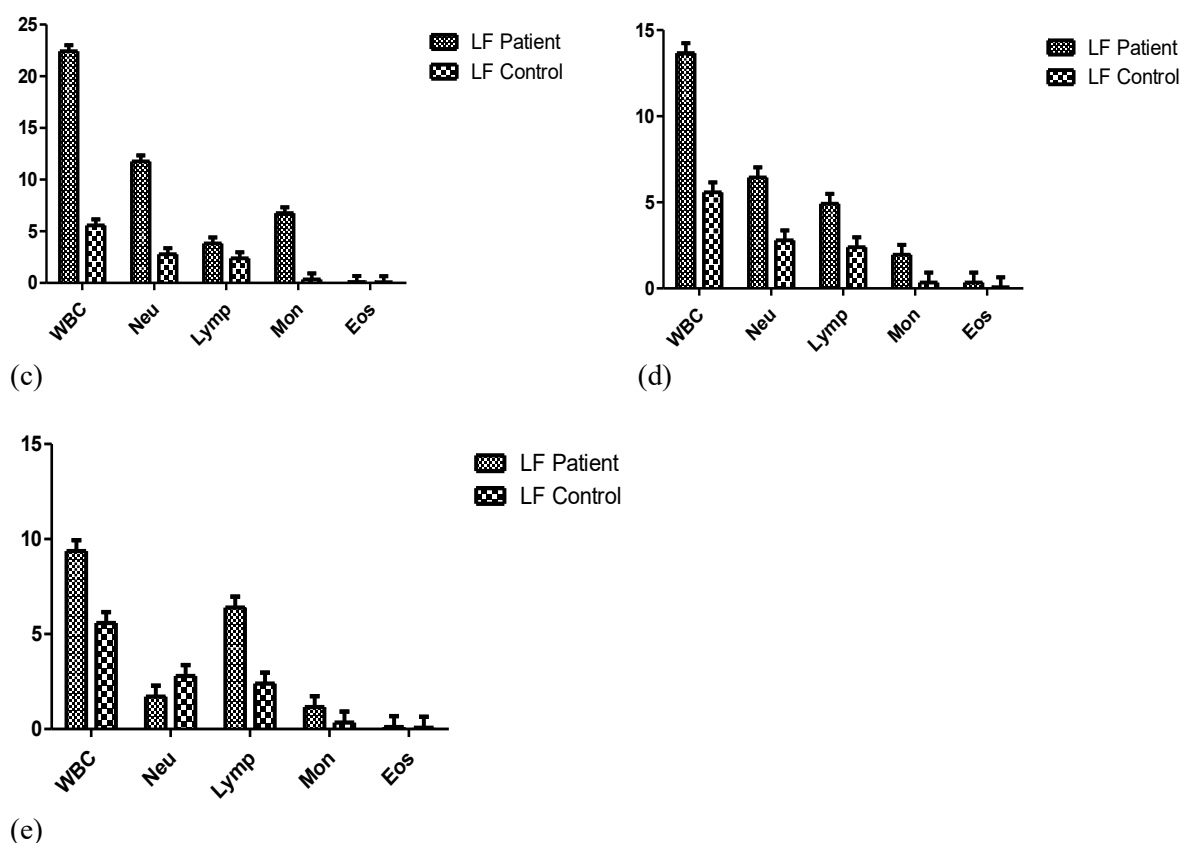 25
20
15
10
5
0
WBC
Neu
Lymp
Mon
Eos
LF Patient
LF Control
(c)
15
10
5
0
WBC
Neu
Lymp
Mon
Eos
LF Patient
LF Control
(d)
15
10
5
0
WBC
Neu
Lymp
Mon
Eos
LF Patient
LF Control
(e)